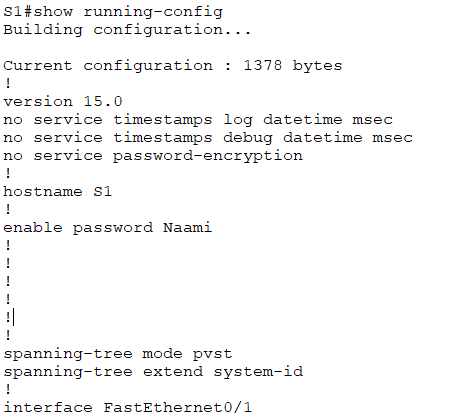 S1#show running-config
Building configuration...
Current configuration : 1378 bytes
!
version 15.0
no service timestamps log datetime msec
no service timestamps debug datetime msec
no service password-encryption
!
hostname S1
!
enable password Naami
!
!
!
!
!
!
spanning-tree mode pvst
spanning-tree extend system-id
!
interface FastEthernet0/1